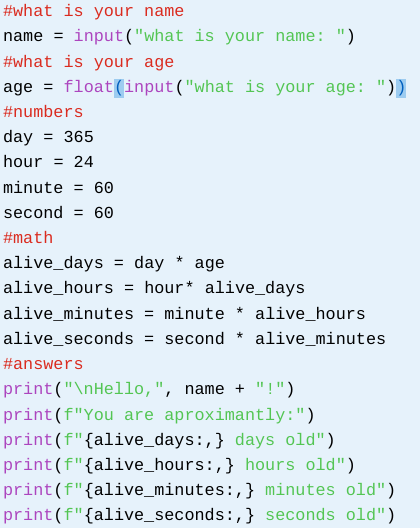 #what is your name
name = input("what is your name: ")
#what is your age
age = float(input("what is your age: "))
#numbers
day = 365
hour = 24
minute = 60
second = 60
#math
alive_days = day * age
alive_hours = hour* alive_days
alive_minutes = minute * alive_hours
alive_seconds = second * alive_minutes
#answers
print("\nHello,", name + "!")
print(f"You are aproximantly:")
print(f"{alive_days:,} days old")
print(f"{alive_hours:,} hours old")
print(f"{alive_minutes:,} minutes old")
print(f"{alive_seconds:,} seconds old")